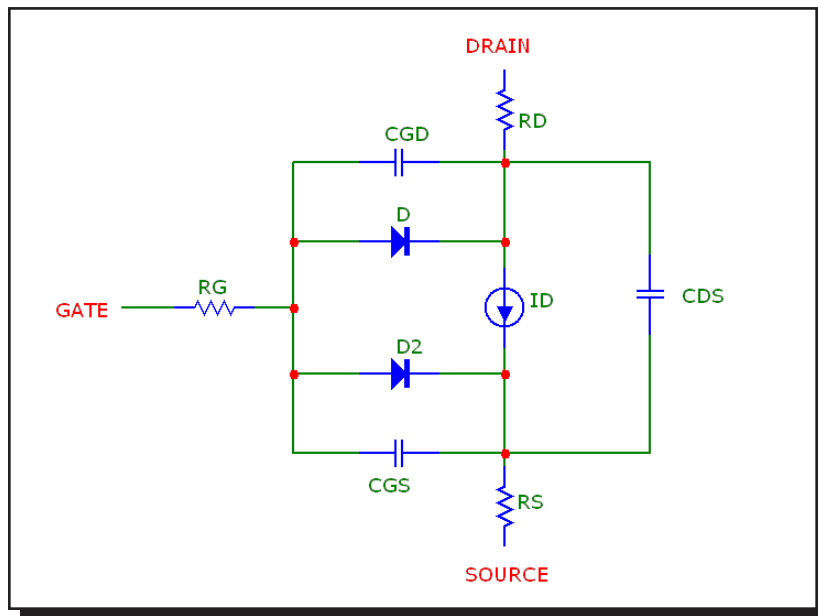 DRAIN
RD
CGD
D
RG
GATE
ID
CDS
D2
CGS
RS
SOURCE